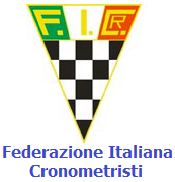 F.I.CR.
Federazione Italiana
Cronometristi